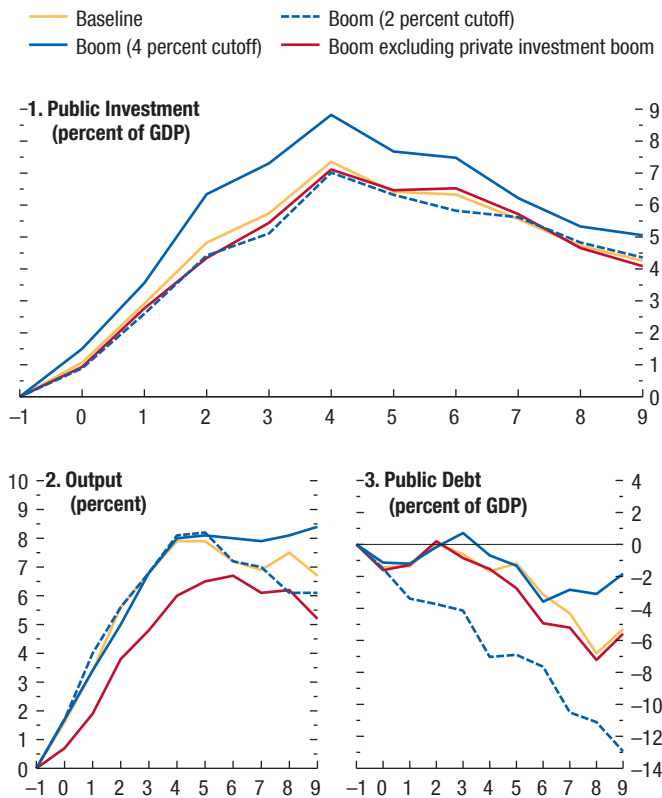 Baseline
Boom (2 percent cutoff)
Boom (4 percent cutoff)
Boom excluding private investment boom
1. Public Investment
(percent of GDP)
9
8
7
6
5
4
3
2
1
0
–1 0 1 2 3 4 5 6 7 8 9
2. Output
(percent)
10
9
8
7
6
5
4
3
2
1
0
–1 0 1 2 3 4 5 6 7 8 9
3. Public Debt
(percent of GDP)
4
2
0
–2
–4
–6
–8
–10
–12
–14
–1 0 1 2 3 4 5 6 7 8 9